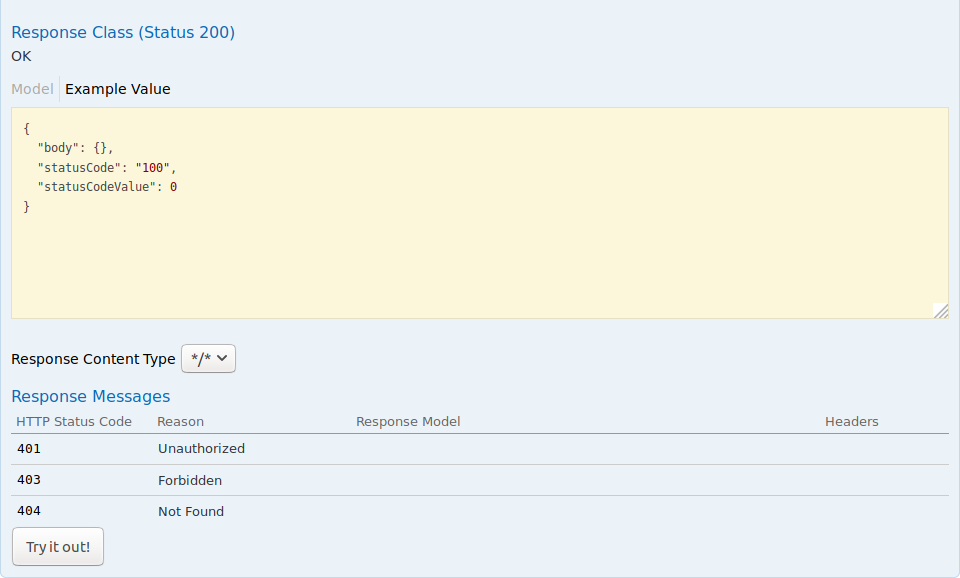 Response Class (Status 200)
OK
Model Example Value
{
"body": {},
"statusCode": "100",
"statusCodeValue": 0
}
Response Content Type */*
Response Messages
HTTP Status Code Reason Response Model Headers
401 Unauthorized
403 Forbidden
404 Not Found
Try it out!